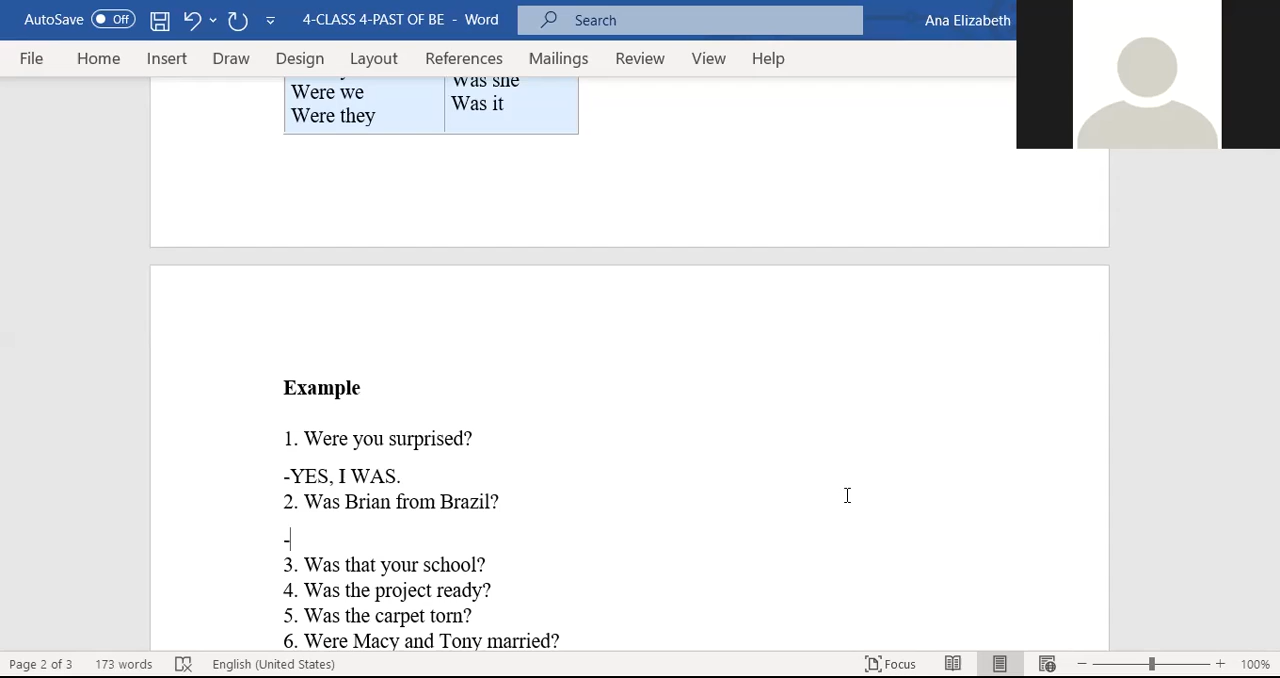 AutoSave Off 4-CLASS 4-PAST OF BE - Word Search Ana Elizabeth
File Home Insert Draw Design Layout References Mailings Review View Help
Was she
Were we
Was it
Were they
Example
1. Were you surprised?
-YES, I WAS.
2. Was Brian from Brazil?
-
3. Was that your school?
4. Was the project ready?
5. Was the carpet torn?
6. Were Macy and Tony married?
Page 2 of 3 173 words English (United States) Focus 100%